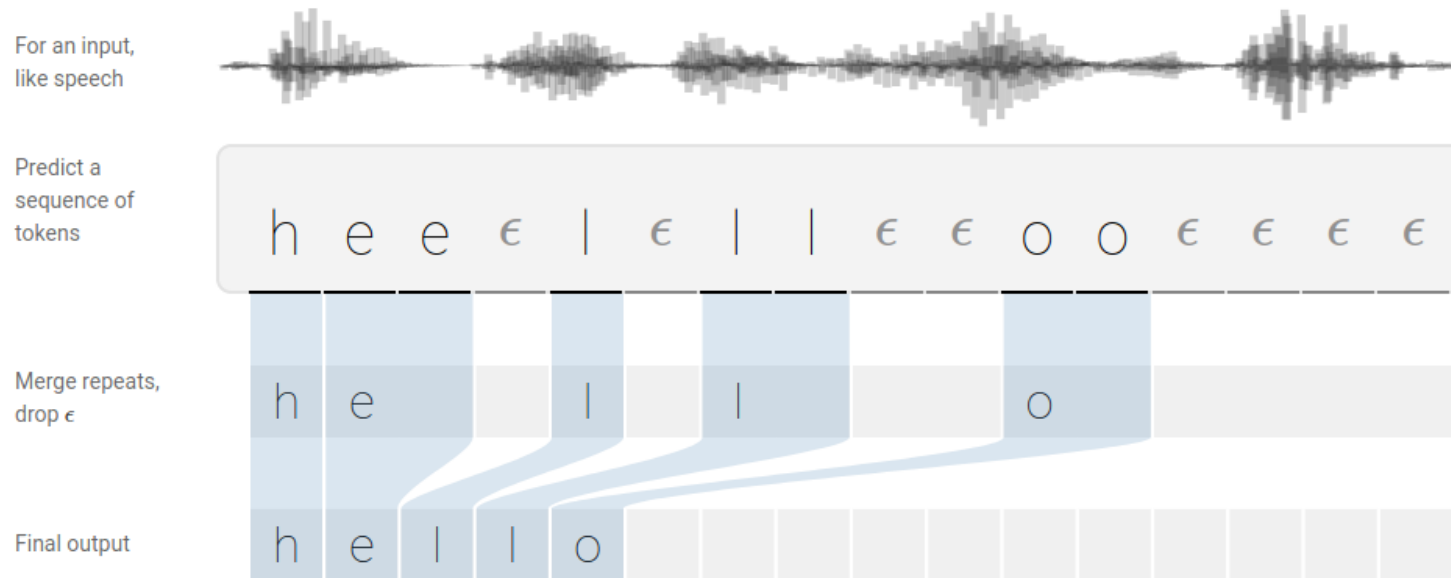 For an input,
like speech
Predict a
sequence of
tokens
h e e ϵ l ϵ l l ϵ ϵ o o ϵ ϵ ϵ ϵ
Merge repeats,
drop ϵ
h e l l o
Final output
h e l l o